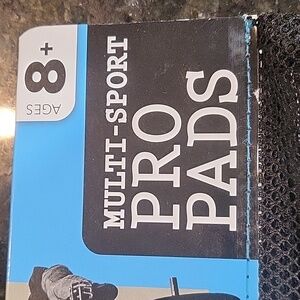 MULTI-SPORT
PRO
PADS
AGES
8+